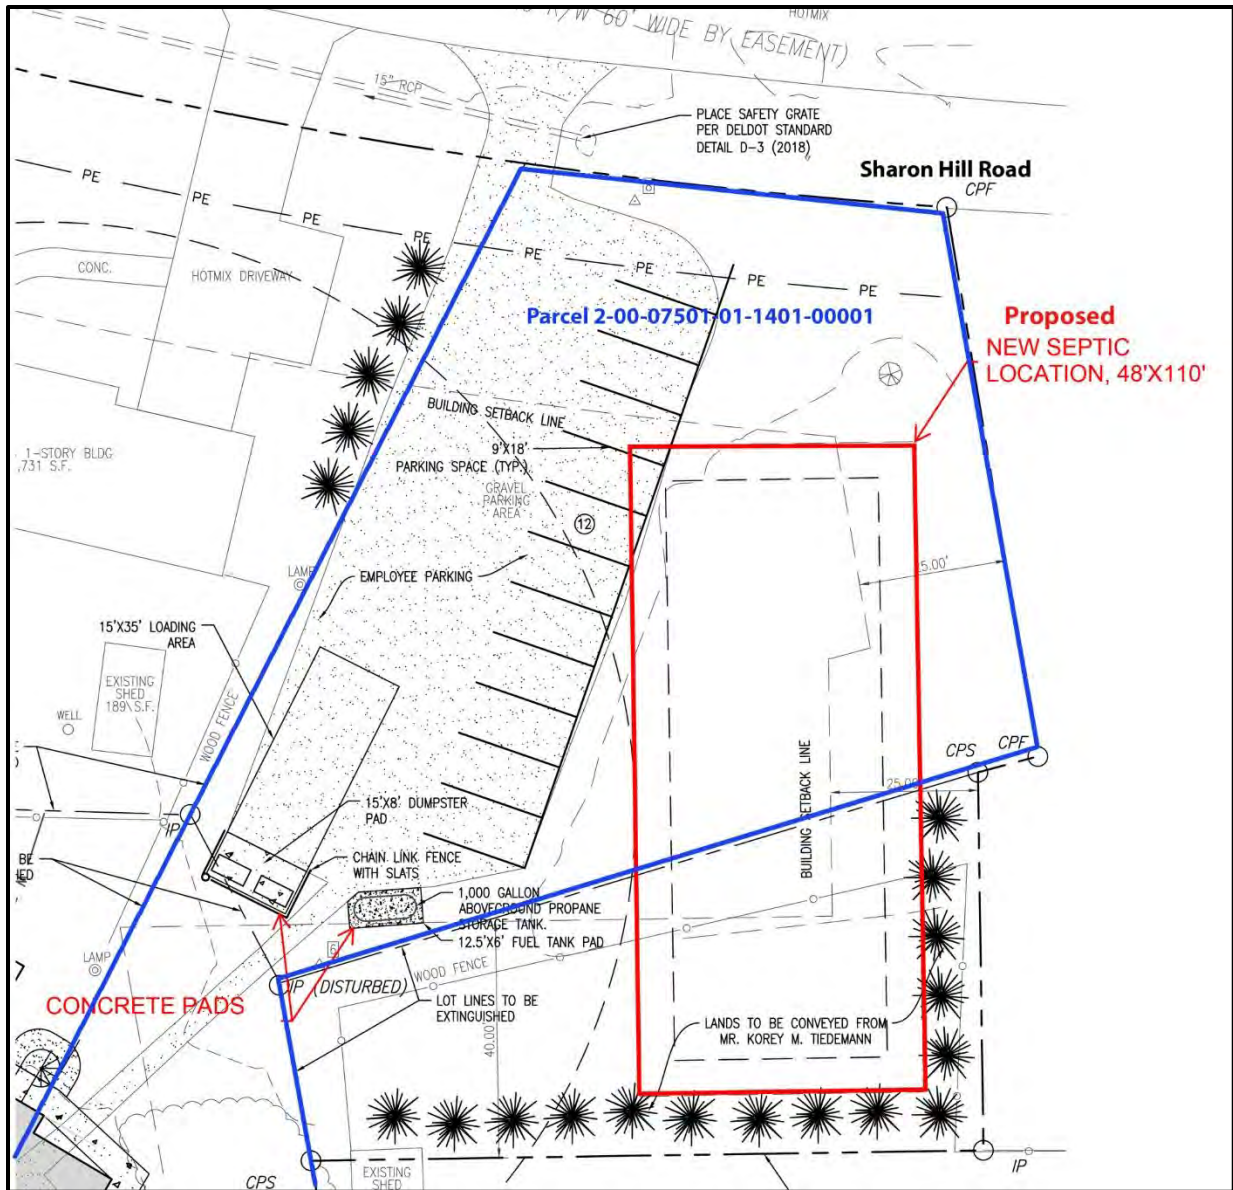 R/W 60' WIDE BY EASEMENT)
HOTMIX
15" RCP
PLACE SAFETY GRATE
PER DELDOT STANDARD
DETAIL D-3 (2018)
Sharon Hill Road
CPF
PE
PE
PE
PE
PE
PE
PE
PE
CONC.
HOTMIX DRIVEWAY
Parcel 2-00-07501-01-1401-00001
Proposed
NEW SEPTIC
LOCATION, 48'X110'
BUILDING SETBACK LINE
9'X18'
PARKING SPACE (TYP.)
GRAVEL
PARKING
AREA
12
1-STORY BLDG
731 S.F.
LAMP
EMPLOYEE PARKING
15'X35' LOADING
AREA
EXISTING
SHED
189 S.F.
WELL
WOOD FENCE
CPS
CPF
25.00'
BUILDING SETBACK LINE
IP
15'X8' DUMPSTER
PAD
CHAIN LINK FENCE
WITH SLATS
1,000 GALLON
ABOVEGROUND PROPANE
STORAGE TANK.
12.5'X6' FUEL TANK PAD
BE
LAMP
6
WOOD FENCE
IP (DISTURBED)
CONCRETE PADS
LOT LINES TO BE
EXTINGUISHED
40.00'
LANDS TO BE CONVEYED FROM
MR. KOREY M. TIEDEMANN
CPS
EXISTING
SHED
IP